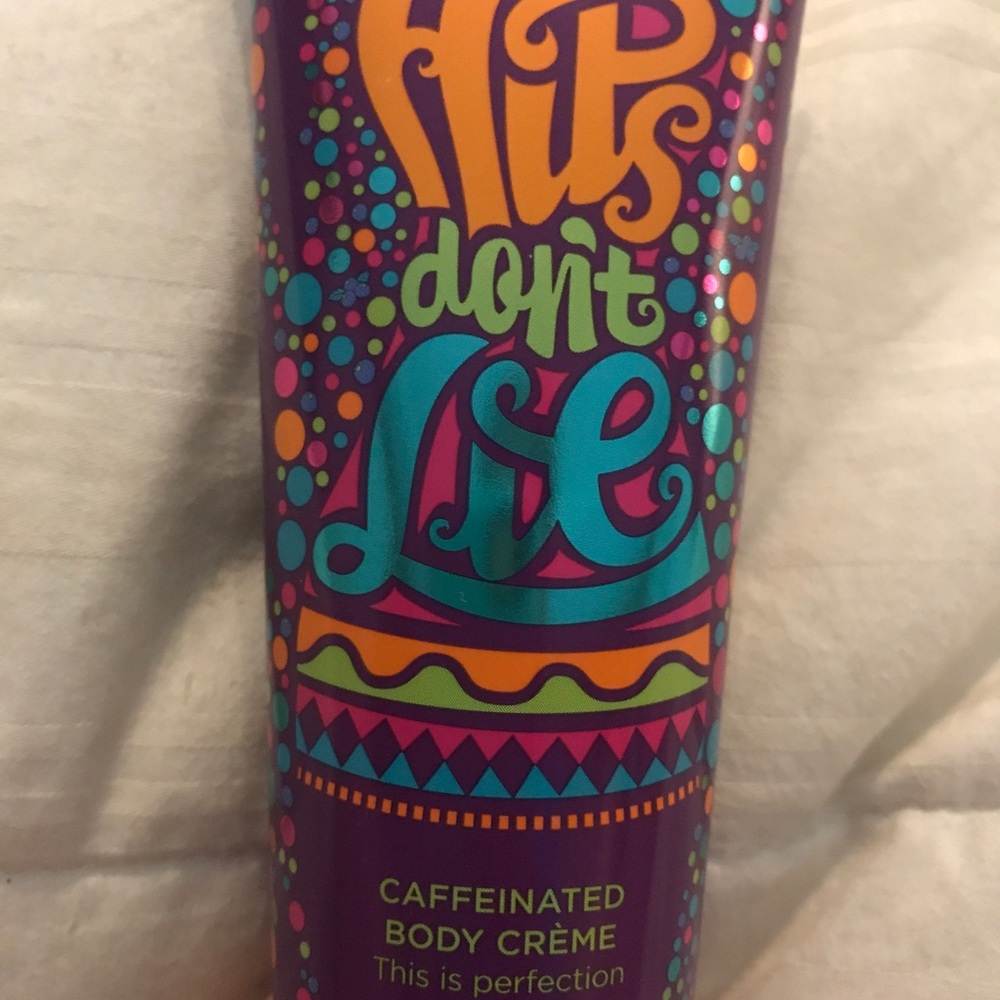 Hips
don't
Lie
CAFFEINATED
BODY CRÈME
This is perfection